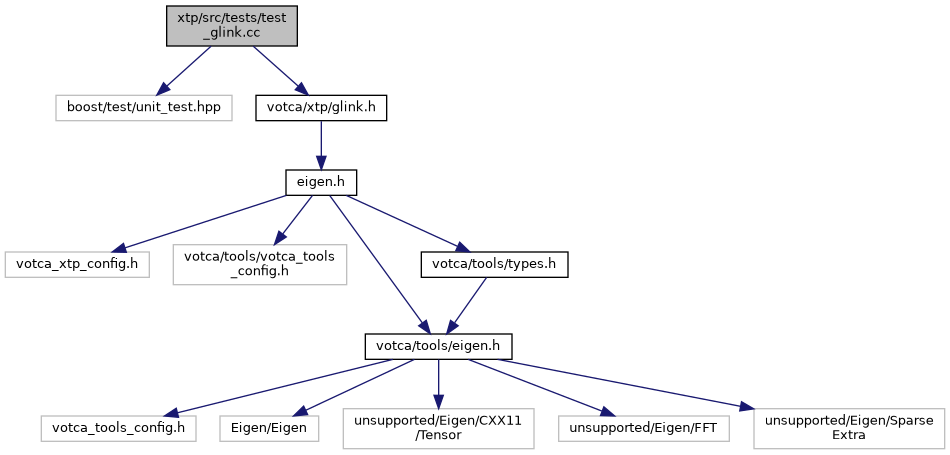 xtp/src/tests/test
_glink.cc
boost/test/unit_test.hpp
votca/xtp/glink.h
eigen.h
votca_xtp_config.h
votca/tools/votca_tools
_config.h
votca/tools/types.h
votca/tools/eigen.h
votca_tools_config.h
Eigen/Eigen
unsupported/Eigen/CXX11
/Tensor
unsupported/Eigen/FFT
unsupported/Eigen/Sparse
Extra